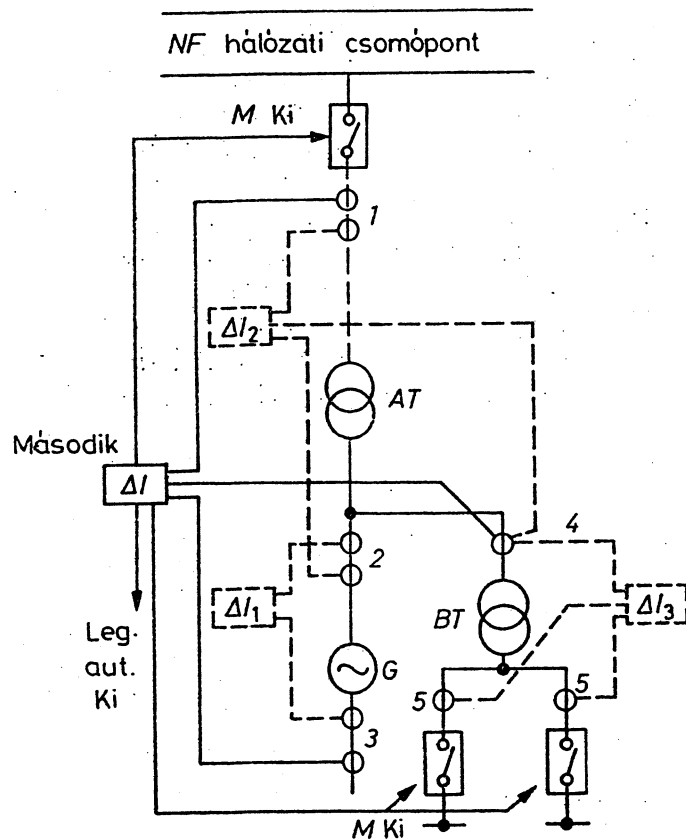 NF hálózati csomópont
M Ki
1
ΔI₂
AT
Második
ΔI
4
2
ΔI₁
BT
ΔI₃
Leg.
aut.
Ki
G
5
5
3
M Ki